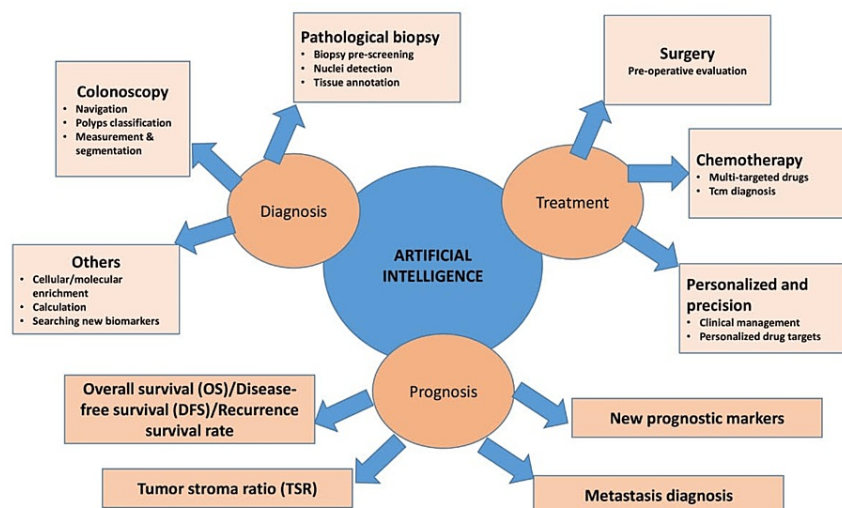 Pathological biopsy
• Biopsy pre-screening
• Nuclei detection
• Tissue annotation
Surgery
Pre-operative evaluation
Colonoscopy
• Navigation
• Polyps classification
• Measurement &
segmentation
Chemotherapy
• Multi-targeted drugs
• Tcm diagnosis
Diagnosis
Treatment
ARTIFICIAL
INTELLIGENCE
Others
• Cellular/molecular
enrichment
• Calculation
• Searching new biomarkers
Personalized and
precision
• Clinical management
• Personalized drug targets
Prognosis
Overall survival (OS)/Disease-
free survival (DFS)/Recurrence
survival rate
New prognostic markers
Tumor stroma ratio (TSR)
Metastasis diagnosis